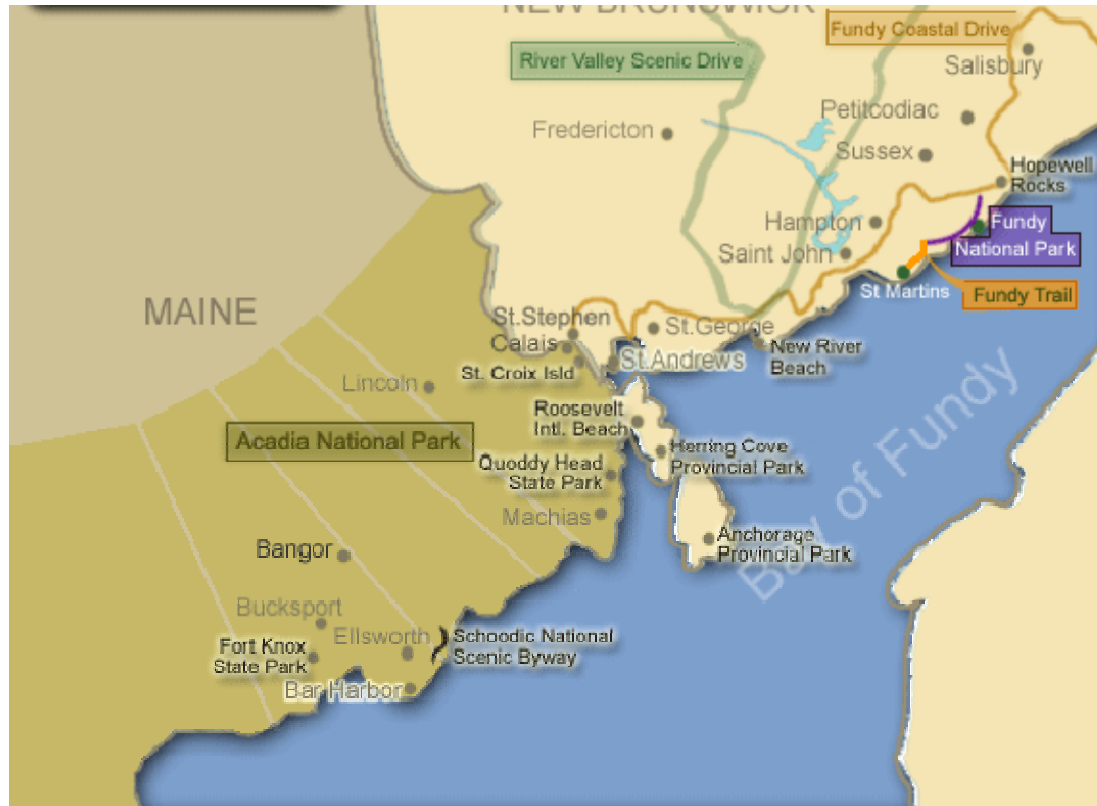 NEW BRUNSWICK
Fundy Coastal Drive
River Valley Scenic Drive
Salisbury
Petitcodiac
Fredericton
Sussex
Hopewell
Rocks
Hampton
Fundy
National Park
Saint John
St Martins
Fundy Trail
MAINE
St.Stephen
St.George
Calais
St.Andrews
New River
Beach
St. Croix Isld
Lincoln
Roosevelt
Intl. Beach
Acadia National Park
Herring Cove
Provincial Park
Quoddy Head
State Park
Machias
Bay of Fundy
Anchorage
Provincial Park
Bangor
Bucksport
Ellsworth
Schoodic National
Scenic Byway
Fort Knox
State Park
Bar Harbor